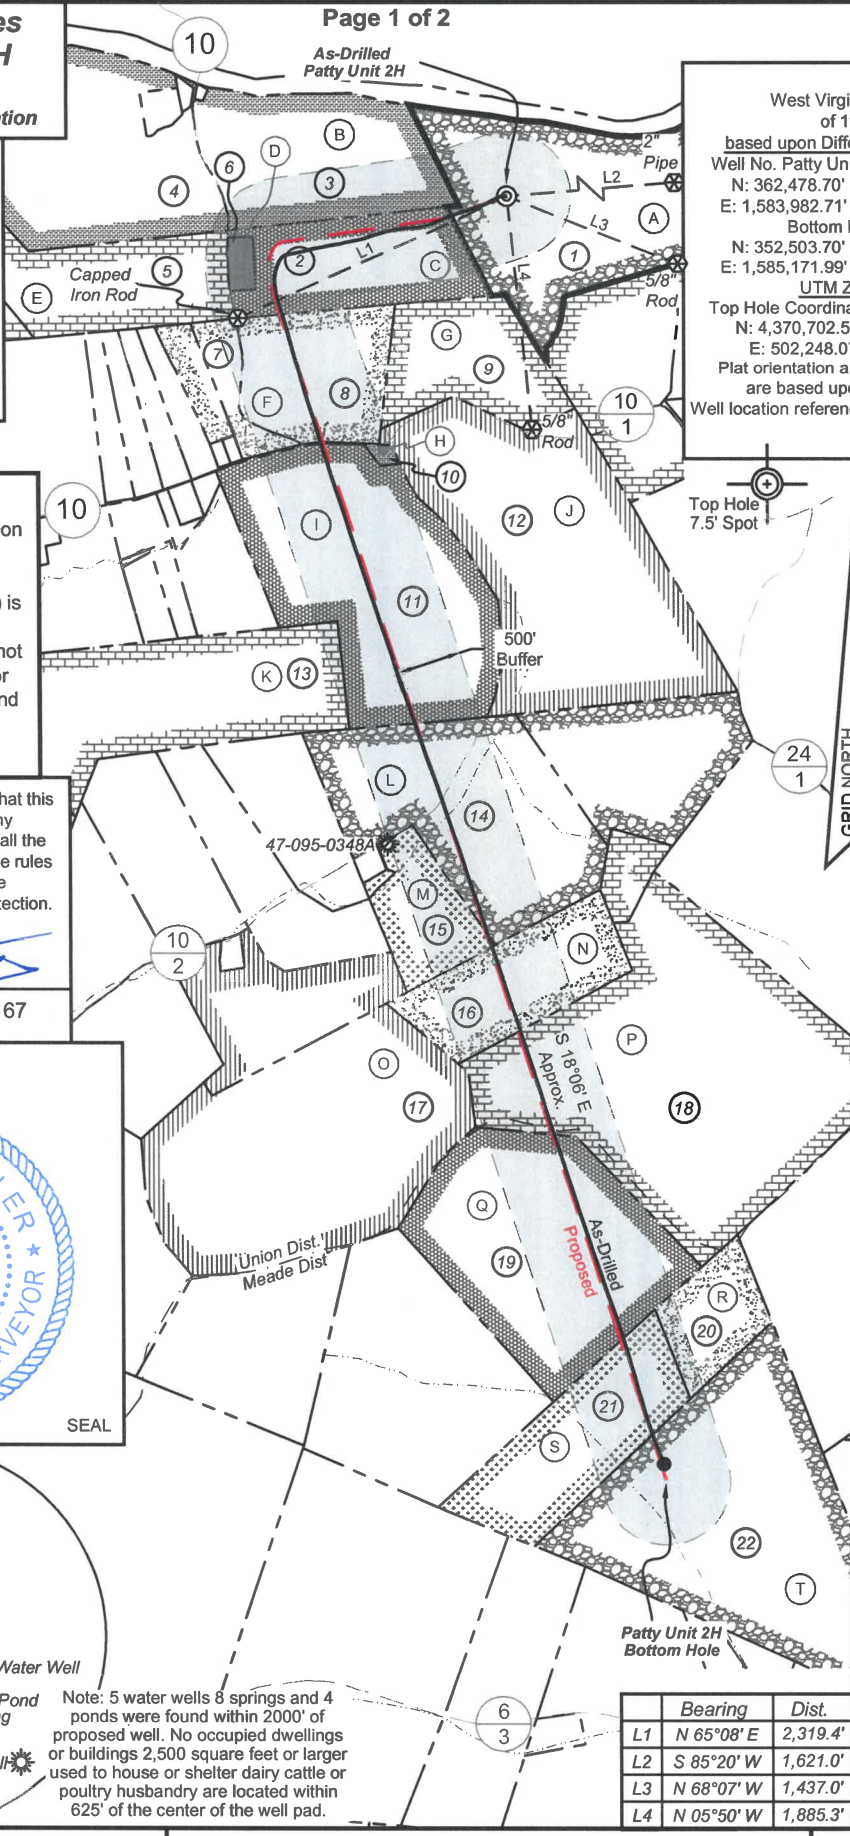 Page 1 of 2
es
H
ation
10
As-Drilled
Patty Unit 2H
West Virgi
of 1
based upon Diffe
Well No. Patty Un
N: 362,478.70'
E: 1,583,982.71'
Bottom
N: 352,503.70'
E: 1,585,171.99'
UTM Z
Top Hole Coordina
N: 4,370,702.5
E: 502,248.0
Plat orientation a
are based upo
Well location referenc
B
D
6
3
4
2"
Pipe
L2
A
L3
1
2
L1
C
L4
5/8"
Rod
Capped
Iron Rod
5
E
G
7
9
F
8
10
1
5/8"
Rod
H
10
Top Hole
7.5' Spot
10
on
I
12
J
) is
11
not
or
nd
500'
Buffer
K
13
24
1
GRID NORTH
L
14
hat this
ny
all the
e rules
e
tection.
47-095-0348A
M
15
N
10
2
67
16
S 18°06' E
Approx.
P
O
17
18
Q
19
As-Drilled
Proposed
Union Dist.
Meade Dist
LER
VEYOR
R
20
SEAL
21
S
22
T
Patty Unit 2H
Bottom Hole
Water Well
Pond
g
Note: 5 water wells 8 springs and 4
ponds were found within 2000' of
proposed well. No occupied dwellings
or buildings 2,500 square feet or larger
used to house or shelter dairy cattle or
poultry husbandry are located within
625' of the center of the well pad.
6
3
Bearing Dist.
L1 N 65°08' E 2,319.4'
L2 S 85°20' W 1,621.0'
L3 N 68°07' W 1,437.0'
L4 N 05°50' W 1,885.3'